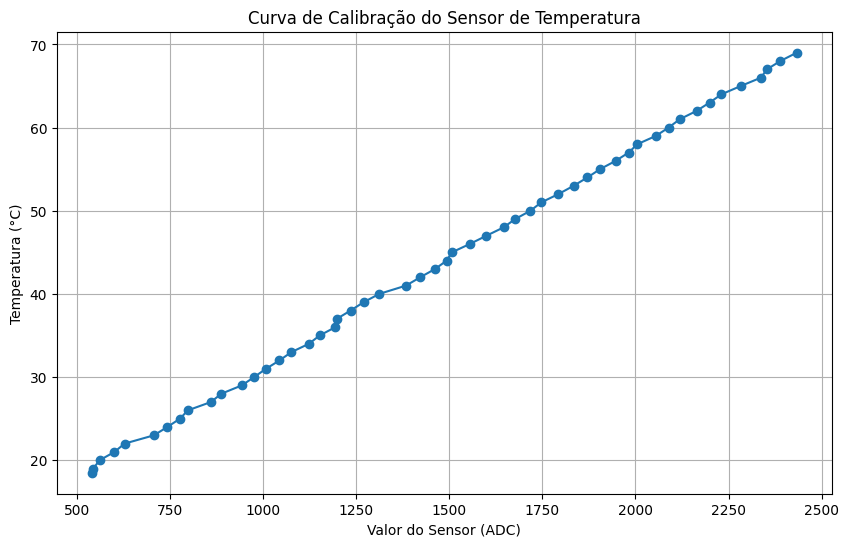 Curva de Calibração do Sensor de Temperatura
Temperatura (°C)
70
60
50
40
30
20
500 750 1000 1250 1500 1750 2000 2250 2500
Valor do Sensor (ADC)